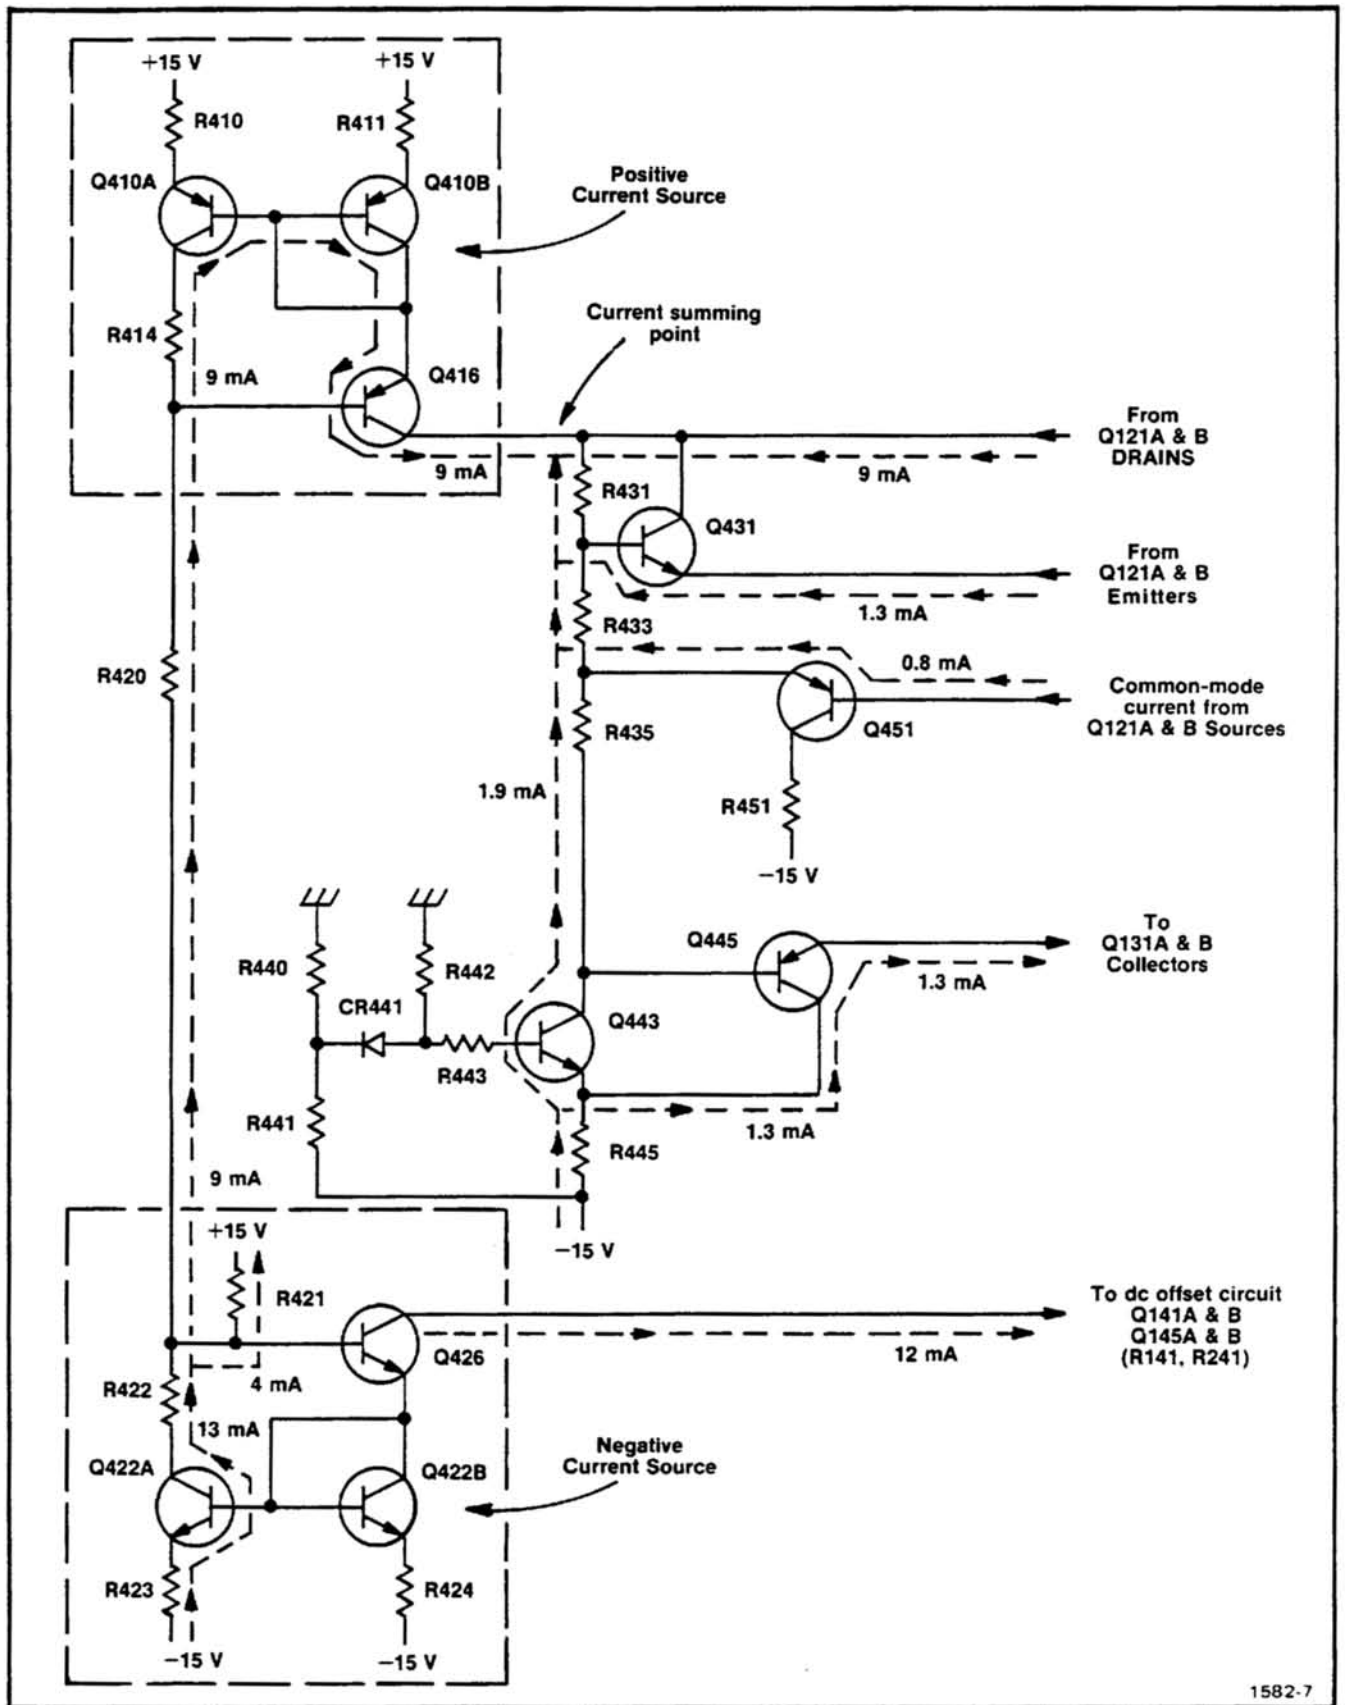 +15 V
+15 V
R410
R411
Q410A
Q410B
Positive
Current Source
R414
Current summing
point
9 mA
Q416
From
Q121A & B
DRAINS
9 mA
9 mA
R431
Q431
From
Q121A & B
Emitters
1.3 mA
R433
R420
0.8 mA
Common-mode
current from
Q121A & B Sources
R435
Q451
1.9 mA
R451
−15 V
To
Q131A & B
Collectors
Q445
R440
R442
1.3 mA
CR441
Q443
R443
R441
1.3 mA
R445
9 mA
+15 V
−15 V
R421
To dc offset circuit
Q141A & B
Q145A & B
(R141, R241)
Q426
12 mA
R422
4 mA
13 mA
Negative
Current Source
Q422A
Q422B
R423
R424
−15 V
−15 V
1582-7